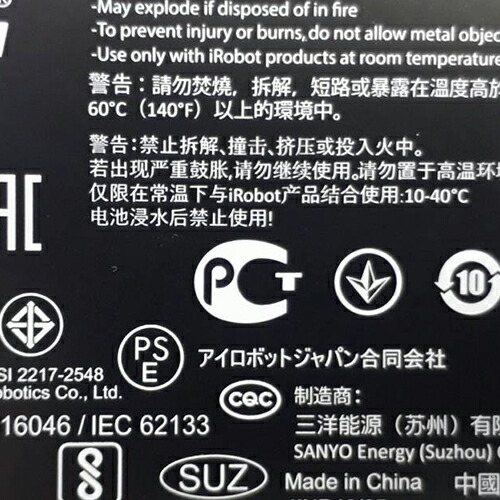 -May explode if disposed of in fire
-To prevent injury or burns, do not allow metal objec
-Use only with iRobot products at room temperature
警告：請勿焚燒，拆解，短路或暴露在溫度高於
60°C（140°F）以上的環境中。
警告:禁止拆解、撞击、挤压或投入火中。
若出现严重鼓胀,请勿继续使用。请勿置于高温环境
仅限在常温下与iRobot产品结合使用:10-40°C
电池浸水后禁止使用!
EAC
PCT
10
PS
E
アイロボットジャパン合同会社
SI 2217-2548
obotics Co., Ltd.
CQC
制造商：
16046 / IEC 62133
三洋能源（苏州）有限
SANYO Energy (Suzhou) C
SUZ
Made in China
中國